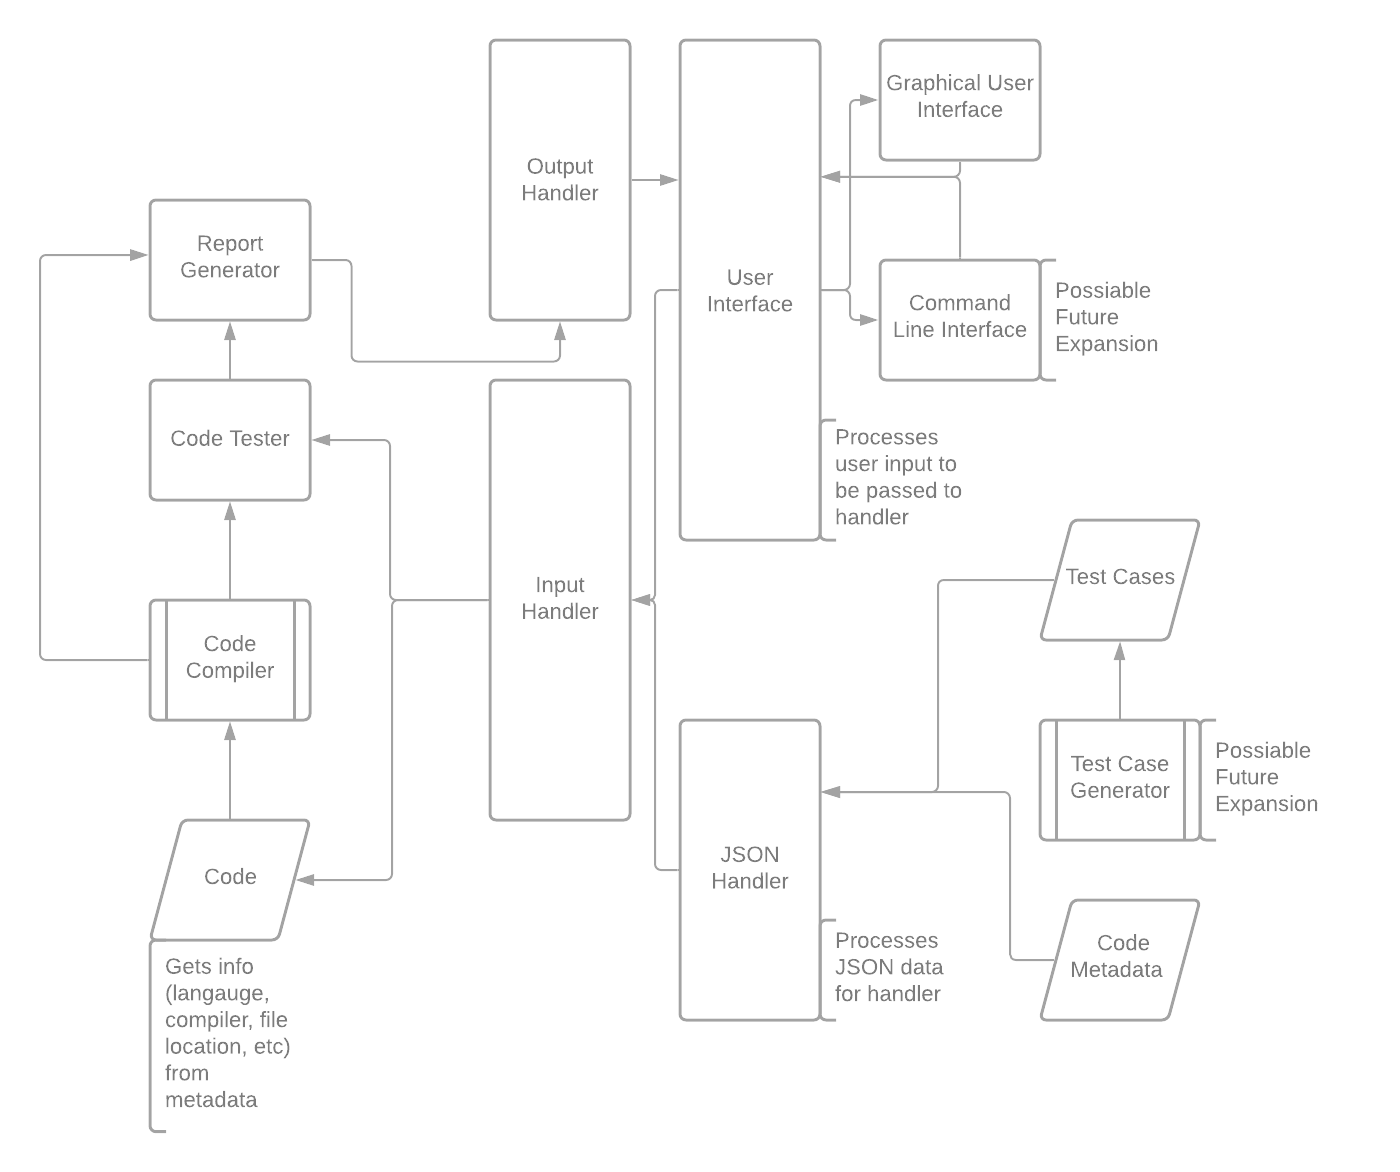 Graphical User
Interface
Output
Handler
Report
Generator
User
Interface
Command
Line Interface
Possiable
Future
Expansion
Code Tester
Processes
user input to
be passed to
handler
Input
Handler
Test Cases
Code
Compiler
Test Case
Generator
Possiable
Future
Expansion
JSON
Handler
Code
Processes
JSON data
for handler
Code
Metadata
Gets info
(langauge,
compiler, file
location, etc)
from
metadata